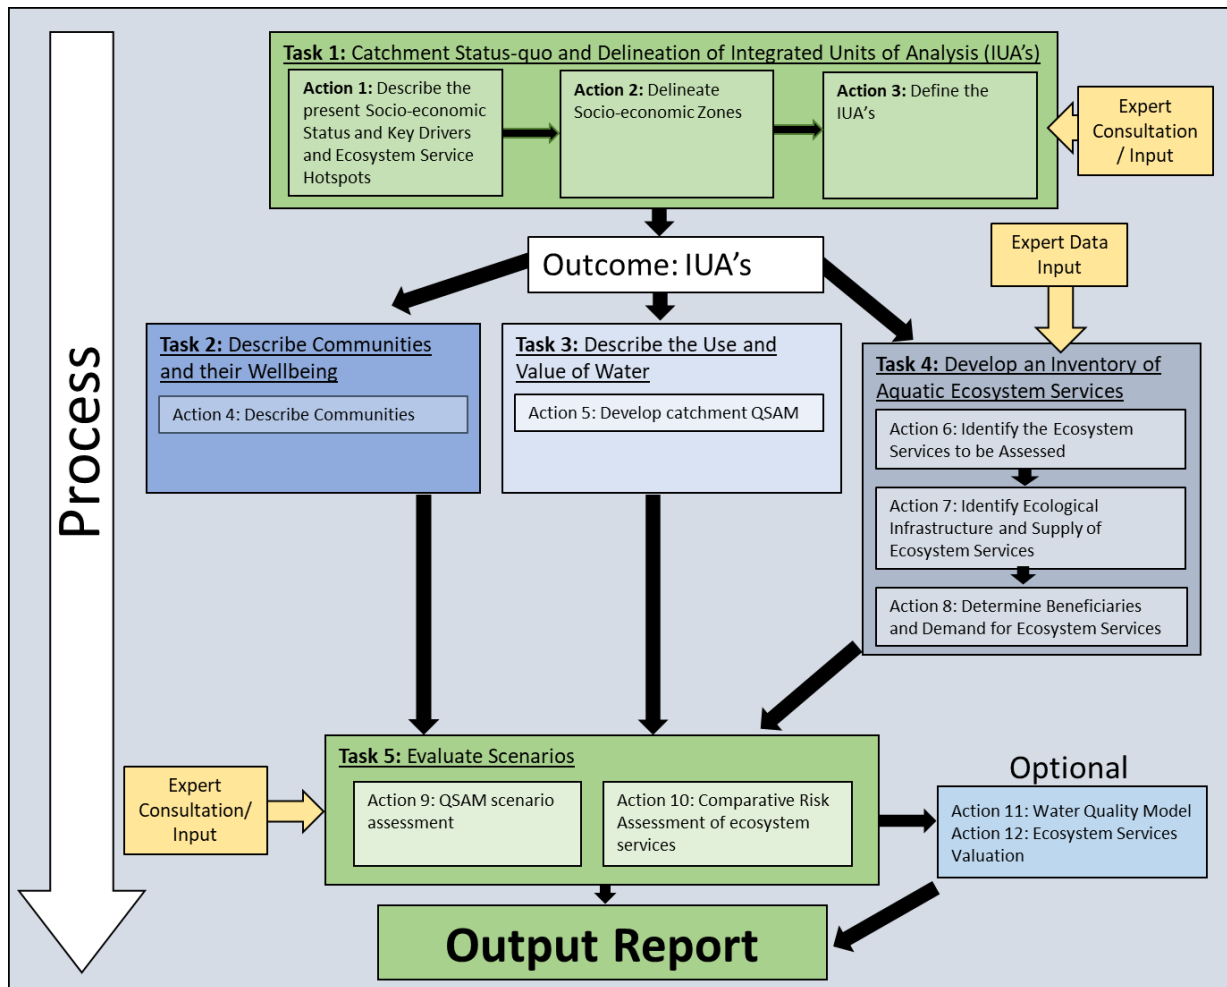 Process
Task 1: Catchment Status-quo and Delineation of Integrated Units of Analysis (IUA's)
Action 1: Describe the
present Socio-economic
Status and Key Drivers
and Ecosystem Service
Hotspots
Action 2: Delineate
Socio-economic Zones
Action 3: Define the
IUA's
Expert
Consultation
/ Input
Outcome: IUA's
Expert Data
Input
Task 2: Describe Communities
and their Wellbeing
Action 4: Describe Communities
Task 3: Describe the Use and
Value of Water
Action 5: Develop catchment QSAM
Task 4: Develop an Inventory of
Aquatic Ecosystem Services
Action 6: Identify the Ecosystem
Services to be Assessed
Action 7: Identify Ecological
Infrastructure and Supply of
Ecosystem Services
Action 8: Determine Beneficiaries
and Demand for Ecosystem Services
Expert
Consultation/
Input
Task 5: Evaluate Scenarios
Action 9: QSAM scenario
assessment
Action 10: Comparative Risk
Assessment of ecosystem
services
Optional
Action 11: Water Quality Model
Action 12: Ecosystem Services
Valuation
Output Report